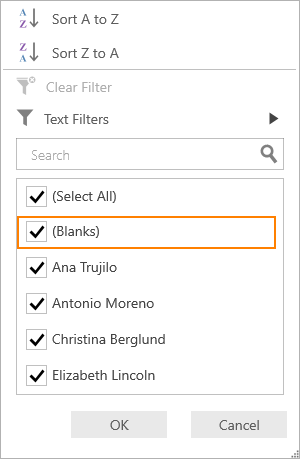 Sort A to Z
Sort Z to A
Clear Filter
Text Filters
Search
(Select All)
(Blanks)
Ana Trujilo
Antonio Moreno
Christina Berglund
Elizabeth Lincoln
OK
Cancel